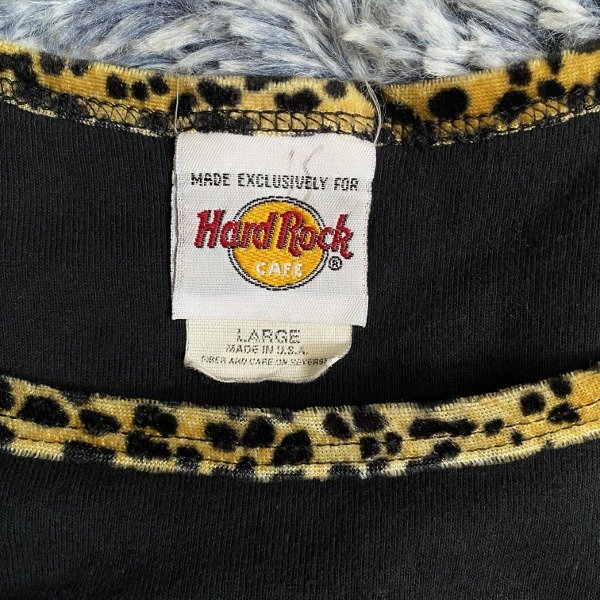 MADE EXCLUSIVELY FOR
Hard Rock
CAFE ®
LARGE
MADE IN U.S.A.
FIBER AND CARE ON REVERSE